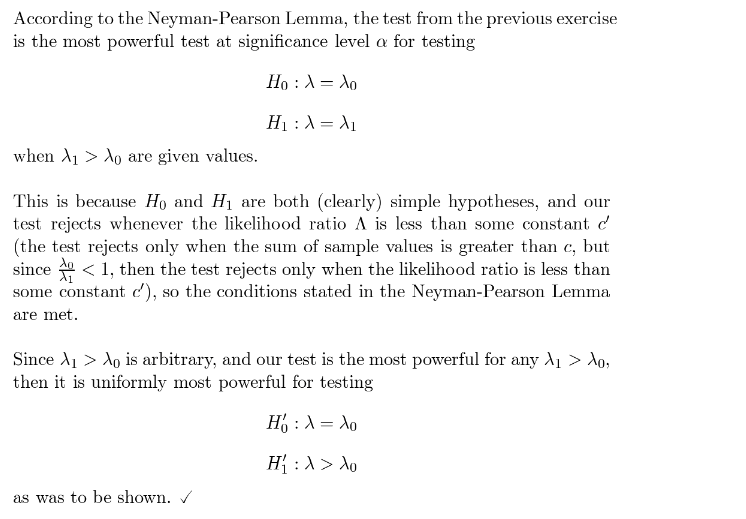 According to the Neyman-Pearson Lemma, the test from the previous exercise
is the most powerful test at significance level α for testing
H₀ : λ = λ₀
H₁ : λ = λ₁
when λ₁ > λ₀ are given values.
This is because H₀ and H₁ are both (clearly) simple hypotheses, and our
test rejects whenever the likelihood ratio Λ is less than some constant c′
(the test rejects only when the sum of sample values is greater than c, but
since λ₀/λ₁ < 1, then the test rejects only when the likelihood ratio is less than
some constant c′), so the conditions stated in the Neyman-Pearson Lemma
are met.
Since λ₁ > λ₀ is arbitrary, and our test is the most powerful for any λ₁ > λ₀,
then it is uniformly most powerful for testing
H′₀ : λ = λ₀
H′₁ : λ > λ₀
as was to be shown. ✓